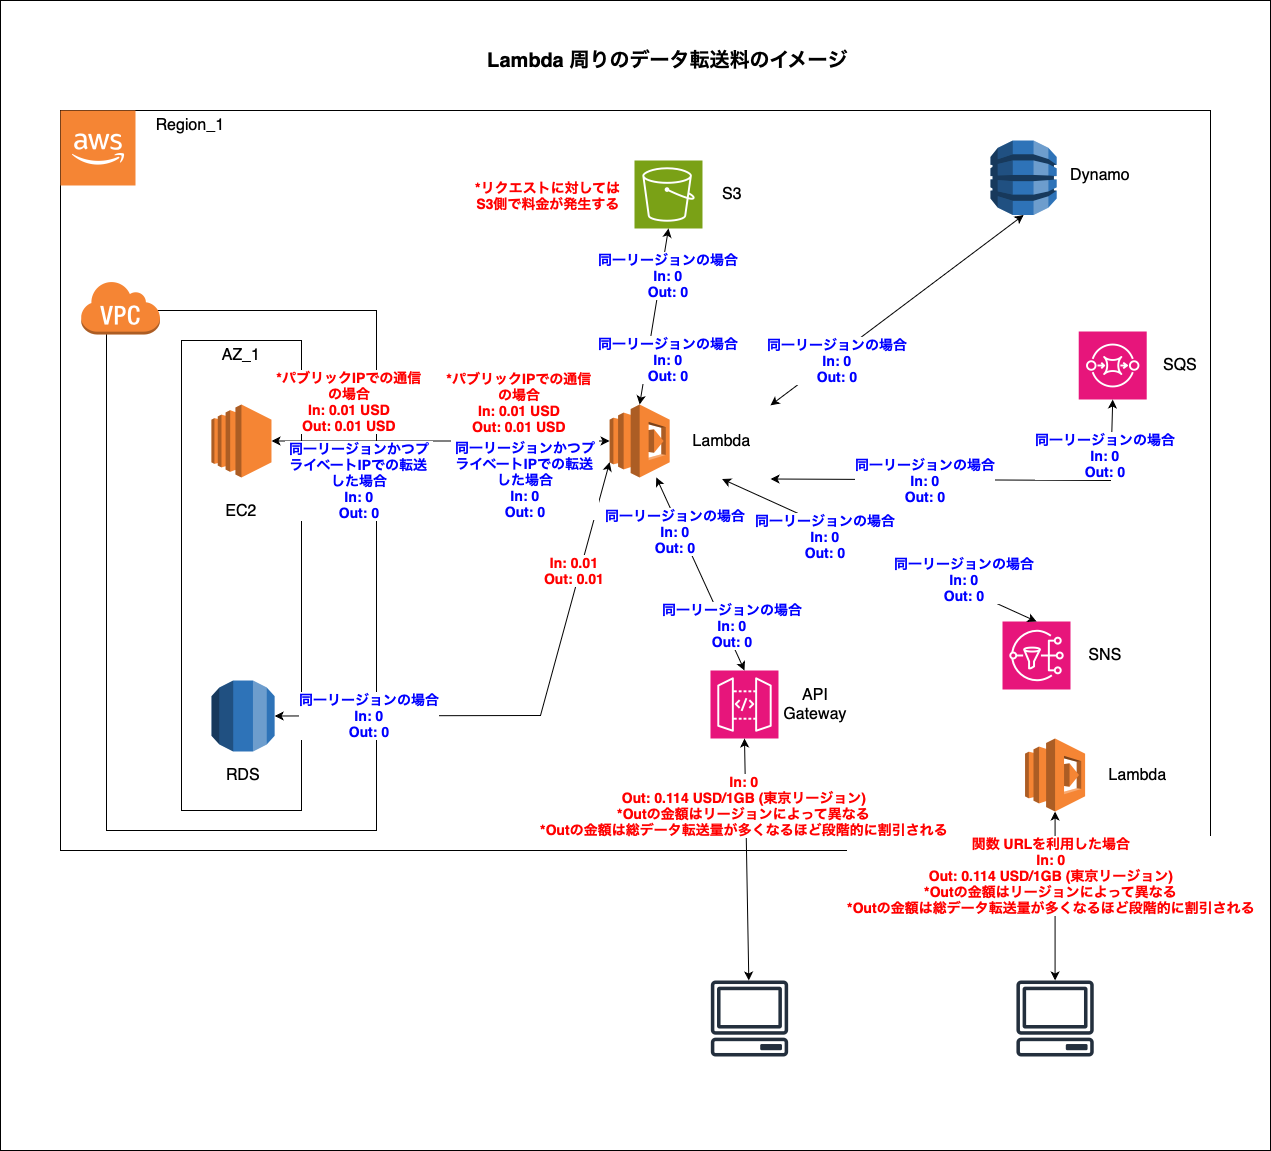 Lambda 周りのデータ転送料のイメージ
aws
Region_1
*リクエストに対しては
S3側で料金が発生する
S3
Dynamo
同一リージョンの場合
In: 0
Out: 0
同一リージョンの場合
In: 0
Out: 0
同一リージョンの場合
In: 0
Out: 0
VPC
AZ_1
*パブリックIPでの通信
の場合
In: 0.01 USD
Out: 0.01 USD
同一リージョンかつプ
ライベートIPでの転送
した場合
In: 0
Out: 0
*パブリックIPでの通信
の場合
In: 0.01 USD
Out: 0.01 USD
同一リージョンかつプ
ライベートIPでの転送
した場合
In: 0
Out: 0
EC2
Lambda
SQS
同一リージョンの場合
In: 0
Out: 0
同一リージョンの場合
In: 0
Out: 0
同一リージョンの場合
In: 0
Out: 0
同一リージョンの場合
In: 0
Out: 0
In: 0.01
Out: 0.01
同一リージョンの場合
In: 0
Out: 0
同一リージョンの場合
In: 0
Out: 0
SNS
同一リージョンの場合
In: 0
Out: 0
RDS
API
Gateway
Lambda
In: 0
Out: 0.114 USD/1GB (東京リージョン)
*Outの金額はリージョンによって異なる
*Outの金額は総データ転送量が多くなるほど段階的に割引される
関数 URLを利用した場合
In: 0
Out: 0.114 USD/1GB (東京リージョン)
*Outの金額はリージョンによって異なる
*Outの金額は総データ転送量が多くなるほど段階的に割引される